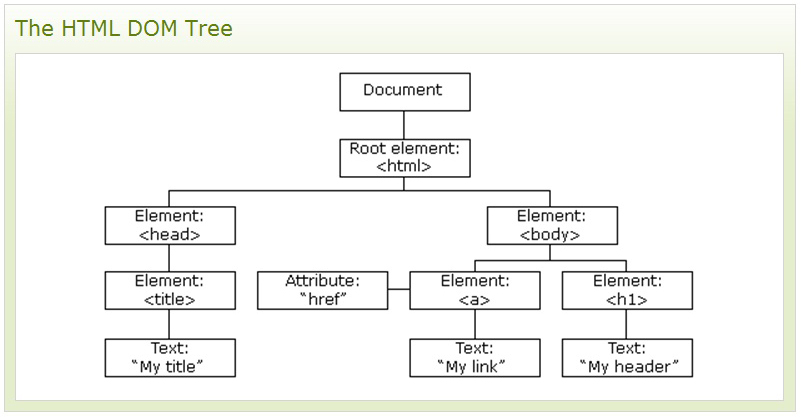 The HTML DOM Tree
Document
Root element:
<html>
Element:
<head>
Element:
<body>
Element:
<title>
Attribute:
“href”
Element:
<a>
Element:
<h1>
Text:
“My title”
Text:
“My link”
Text:
“My header”